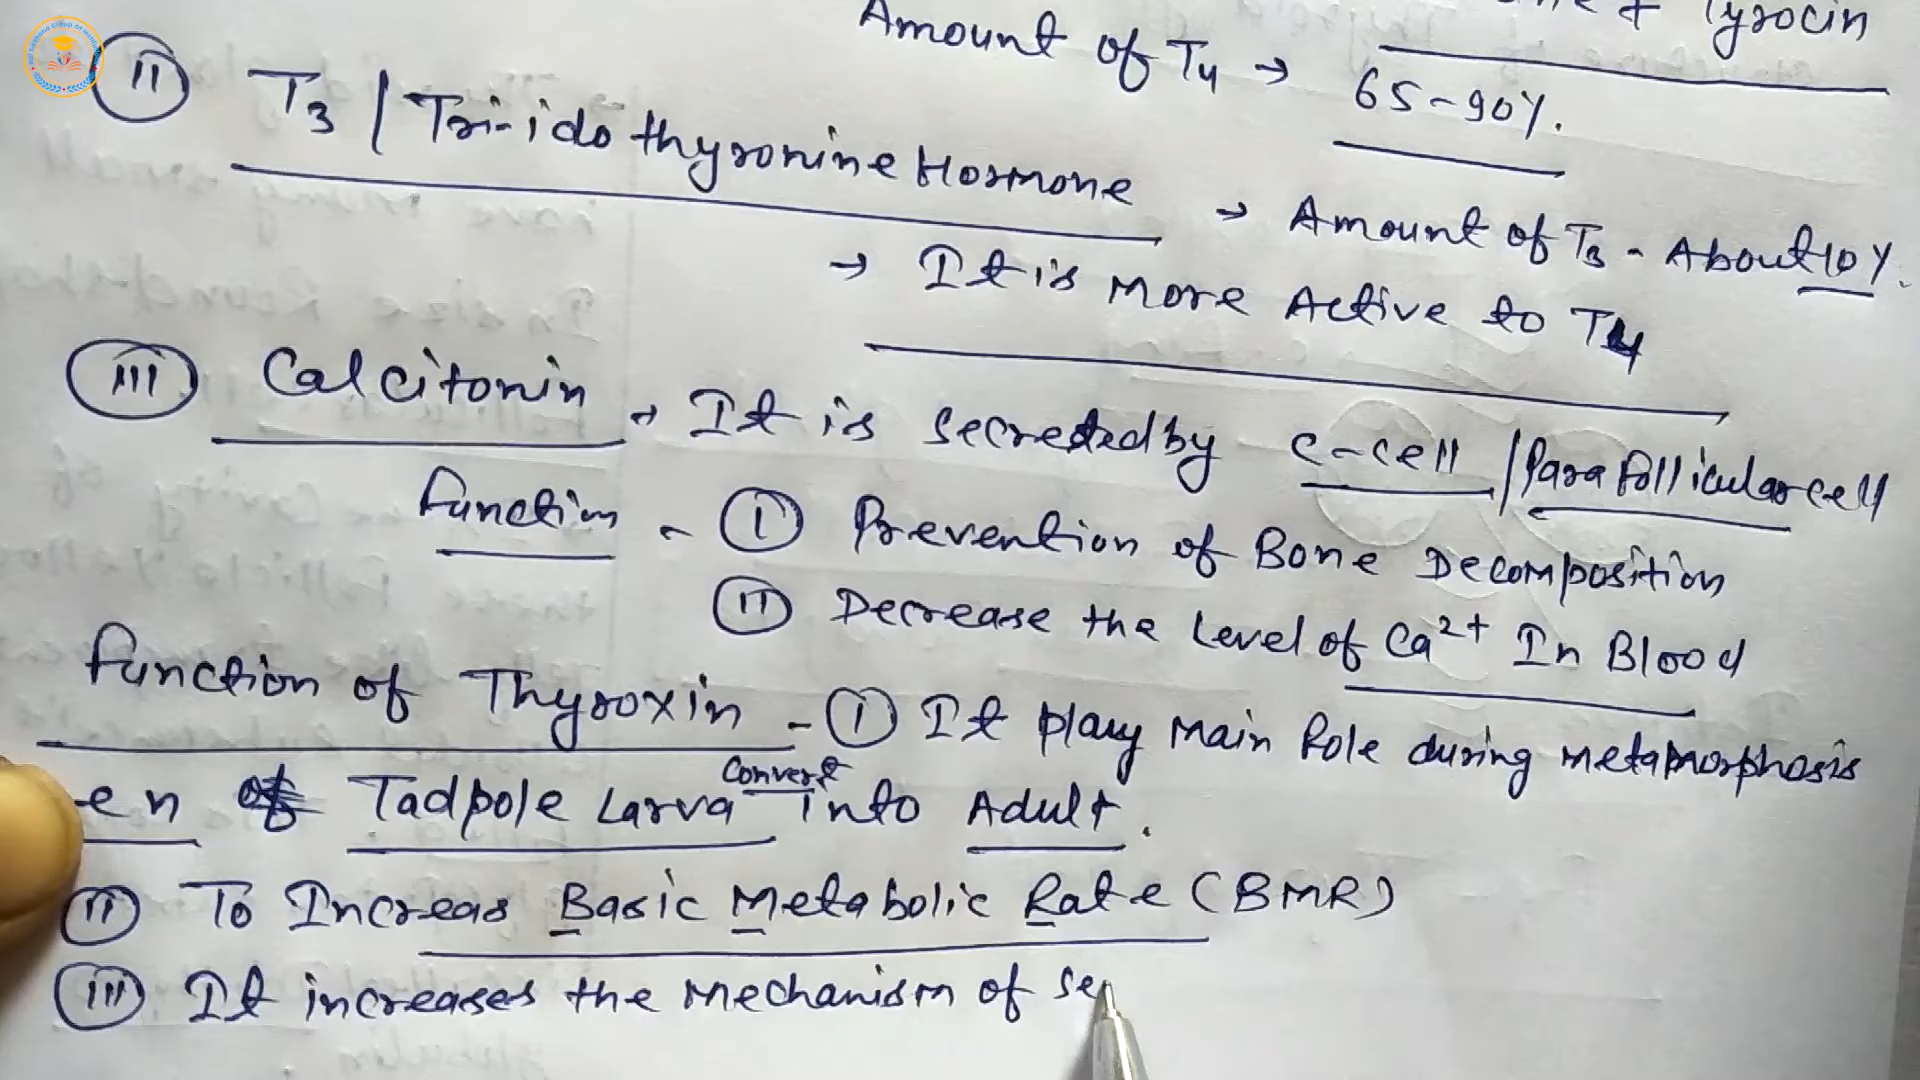 Tyrocin
Amount of T4 → 65-90%.
II T3 / Tri-ido thyronine Hormone
→ Amount of T3 - About 10%.
→ It is More Active to T4
III Calcitonin → It is secreted by c-cell / Parafollicular cell
Function - I Prevention of Bone Decomposition
II Decrease the Level of Ca2+ In Blood
Function of Thyroxin - I It play main Role during metamorphosis
en Tadpole Larva Convert into Adult.
II To Increas Basic Metabolic Rate (BMR)
III It increases the mechanism of se